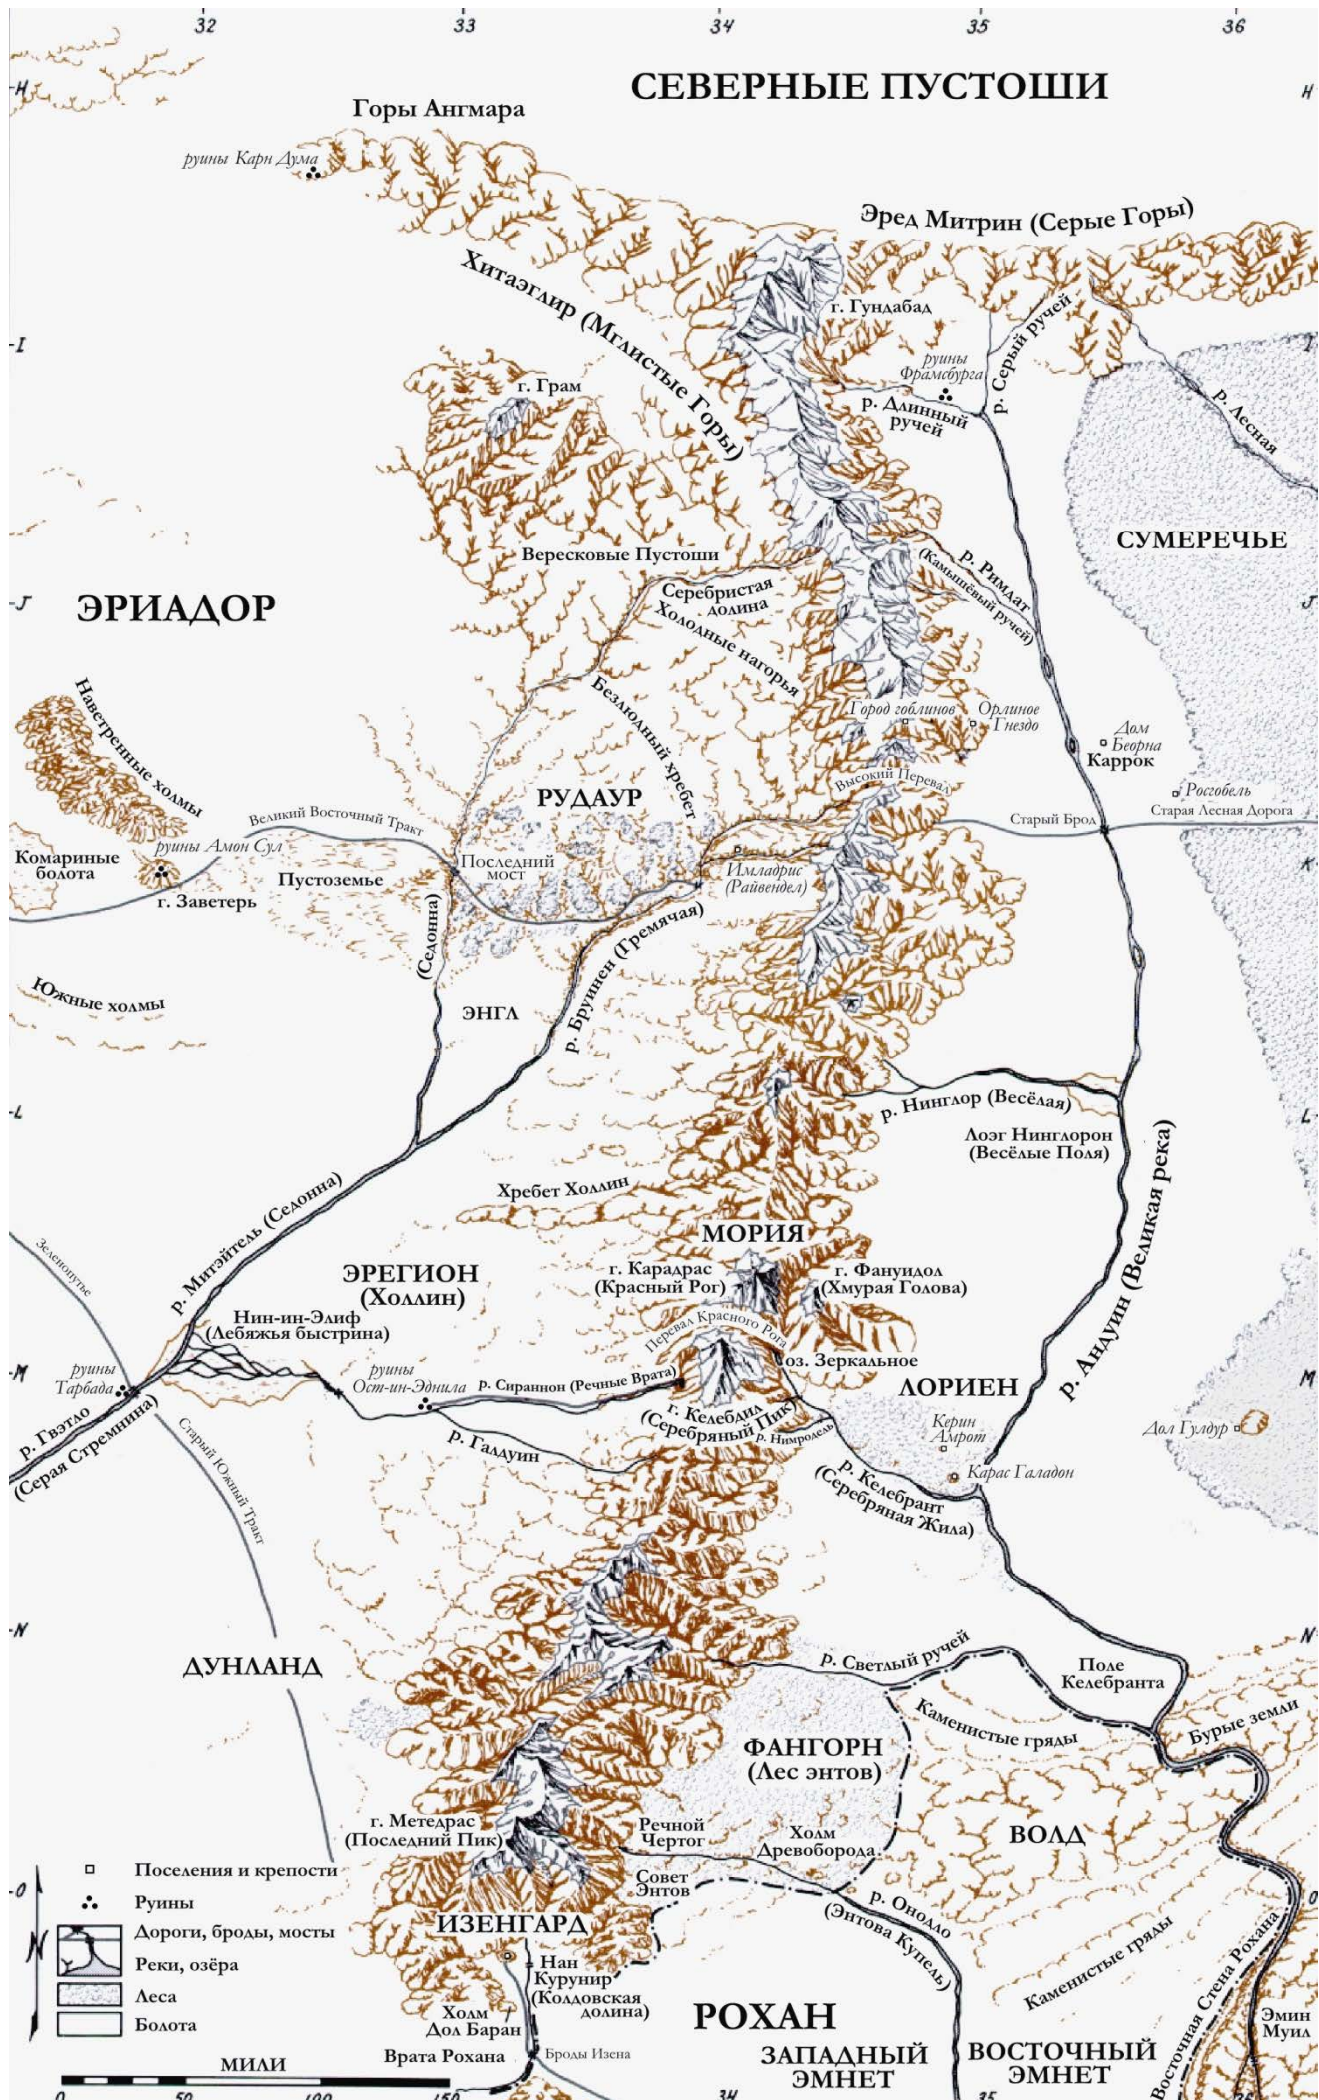 32
33
34
35
36
H
СЕВЕРНЫЕ ПУСТОШИ
H
Горы Ангмара
руины Карн Дума
Эред Митрин (Серые Горы)
Хитаэглир (Мглистые Горы)
г. Гундабад
I
I
руины
Фрамсбурга
р. Серый ручей
г. Грам
р. Длинный
ручей
р. Лесная
СУМЕРЕЧЬЕ
Вересковые Пустоши
р. Римдат
(Камышёвый ручей)
Серебристая
долина
J
J
ЭРИАДОР
Холодные нагорья
Безлюдный хребет
Наветренные холмы
Город гоблинов
Орлиное
Гнездо
Дом
Беорна
Каррок
Высокий Перевал
РУДАУР
Росгобель
Великий Восточный Тракт
Старый Брод
Старая Лесная Дорога
руины Амон Сул
Комариные
болота
Последний
мост
K
K
Пустоземье
Имладрис
(Райвендел)
г. Заветерь
(Седонна)
р. Бруинен (Гремячая)
Южные холмы
ЭНГЛ
р. Нинглор (Весёлая)
L
L
Лоэг Нинглорон
(Весёлые Поля)
р. Андуин (Великая река)
Хребет Холлин
р. Митэйтель (Седонна)
МОРИЯ
Зеленопутье
ЭРЕГИОН
(Холлин)
г. Карадрас
(Красный Рог)
г. Фануидол
(Хмурая Голова)
Нин-ин-Элиф
(Лебяжья быстрина)
Перевал Красного Рога
оз. Зеркальное
M
M
руины
Тарбада
руины
Ост-ин-Эднила
р. Сираннон (Речные Врата)
ЛОРИЕН
г. Келебдил
(Серебряный Пик)
р. Нимродель
Керин
Амрот
Дол Гулдур
р. Гвэтло
(Серая Стремнина)
Старый Южный Тракт
р. Галдуин
р. Келебрант
(Серебряная Жила)
Карас Галадон
N
N
ДУНЛАНД
р. Светлый ручей
Поле
Келебранта
Каменистые гряды
Бурые земли
ФАНГОРН
(Лес энтов)
г. Метедрас
(Последний Пик)
Речной
Чертог
Холм
Древоборода
ВОЛД
Совет
Энтов
Поселения и крепости
O
O
Руины
ИЗЕНГАРД
р. Онодло
(Энтова Купель)
Дороги, броды, мосты
N
Реки, озёра
Нан
Курунир
(Колдовская
долина)
Каменистые гряды
Восточная Стена Рохана
Леса
Холм
Дол Баран
РОХАН
Эмин
Муил
Болота
МИЛИ
Врата Рохана
Броды Изена
ЗАПАДНЫЙ
ЭМНЕТ
ВОСТОЧНЫЙ
ЭМНЕТ
0
50
100
150
34
35
36